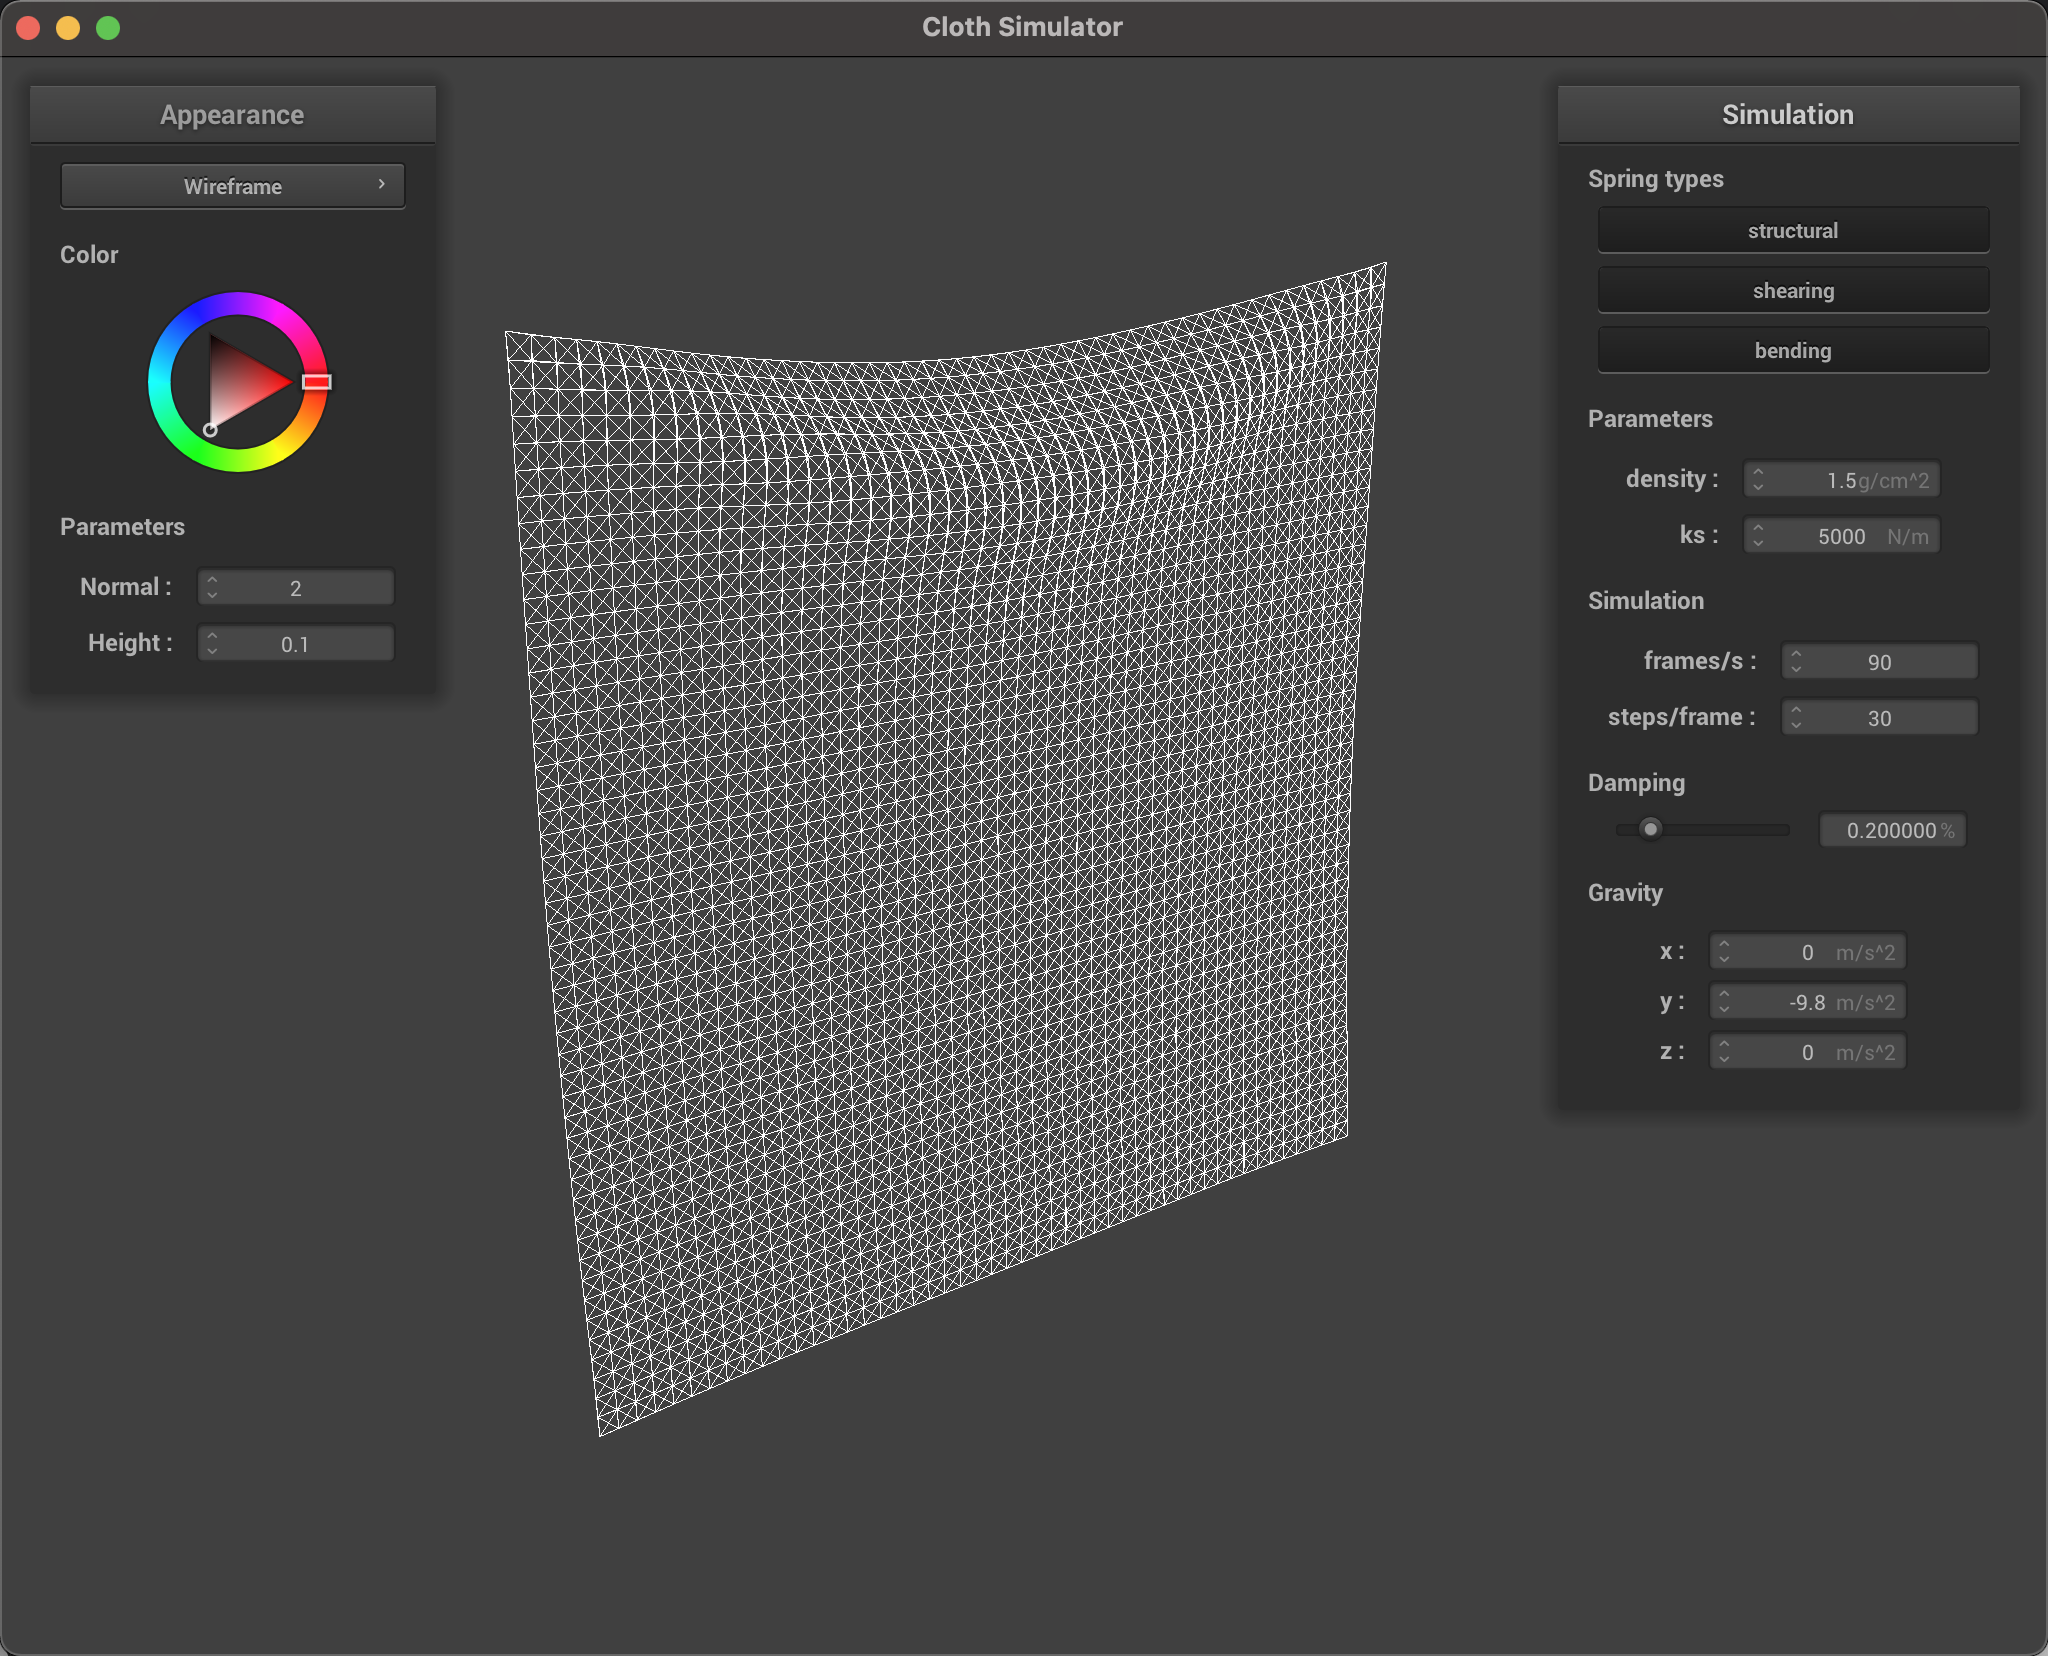 Cloth Simulator
Appearance
Wireframe
Color
Parameters
Normal : 2
Height : 0.1
Simulation
Spring types
structural
shearing
bending
Parameters
density : 1.5 g/cm^2
ks : 5000 N/m
Simulation
frames/s : 90
steps/frame : 30
Damping
0.200000 %
Gravity
x : 0 m/s^2
y : -9.8 m/s^2
z : 0 m/s^2